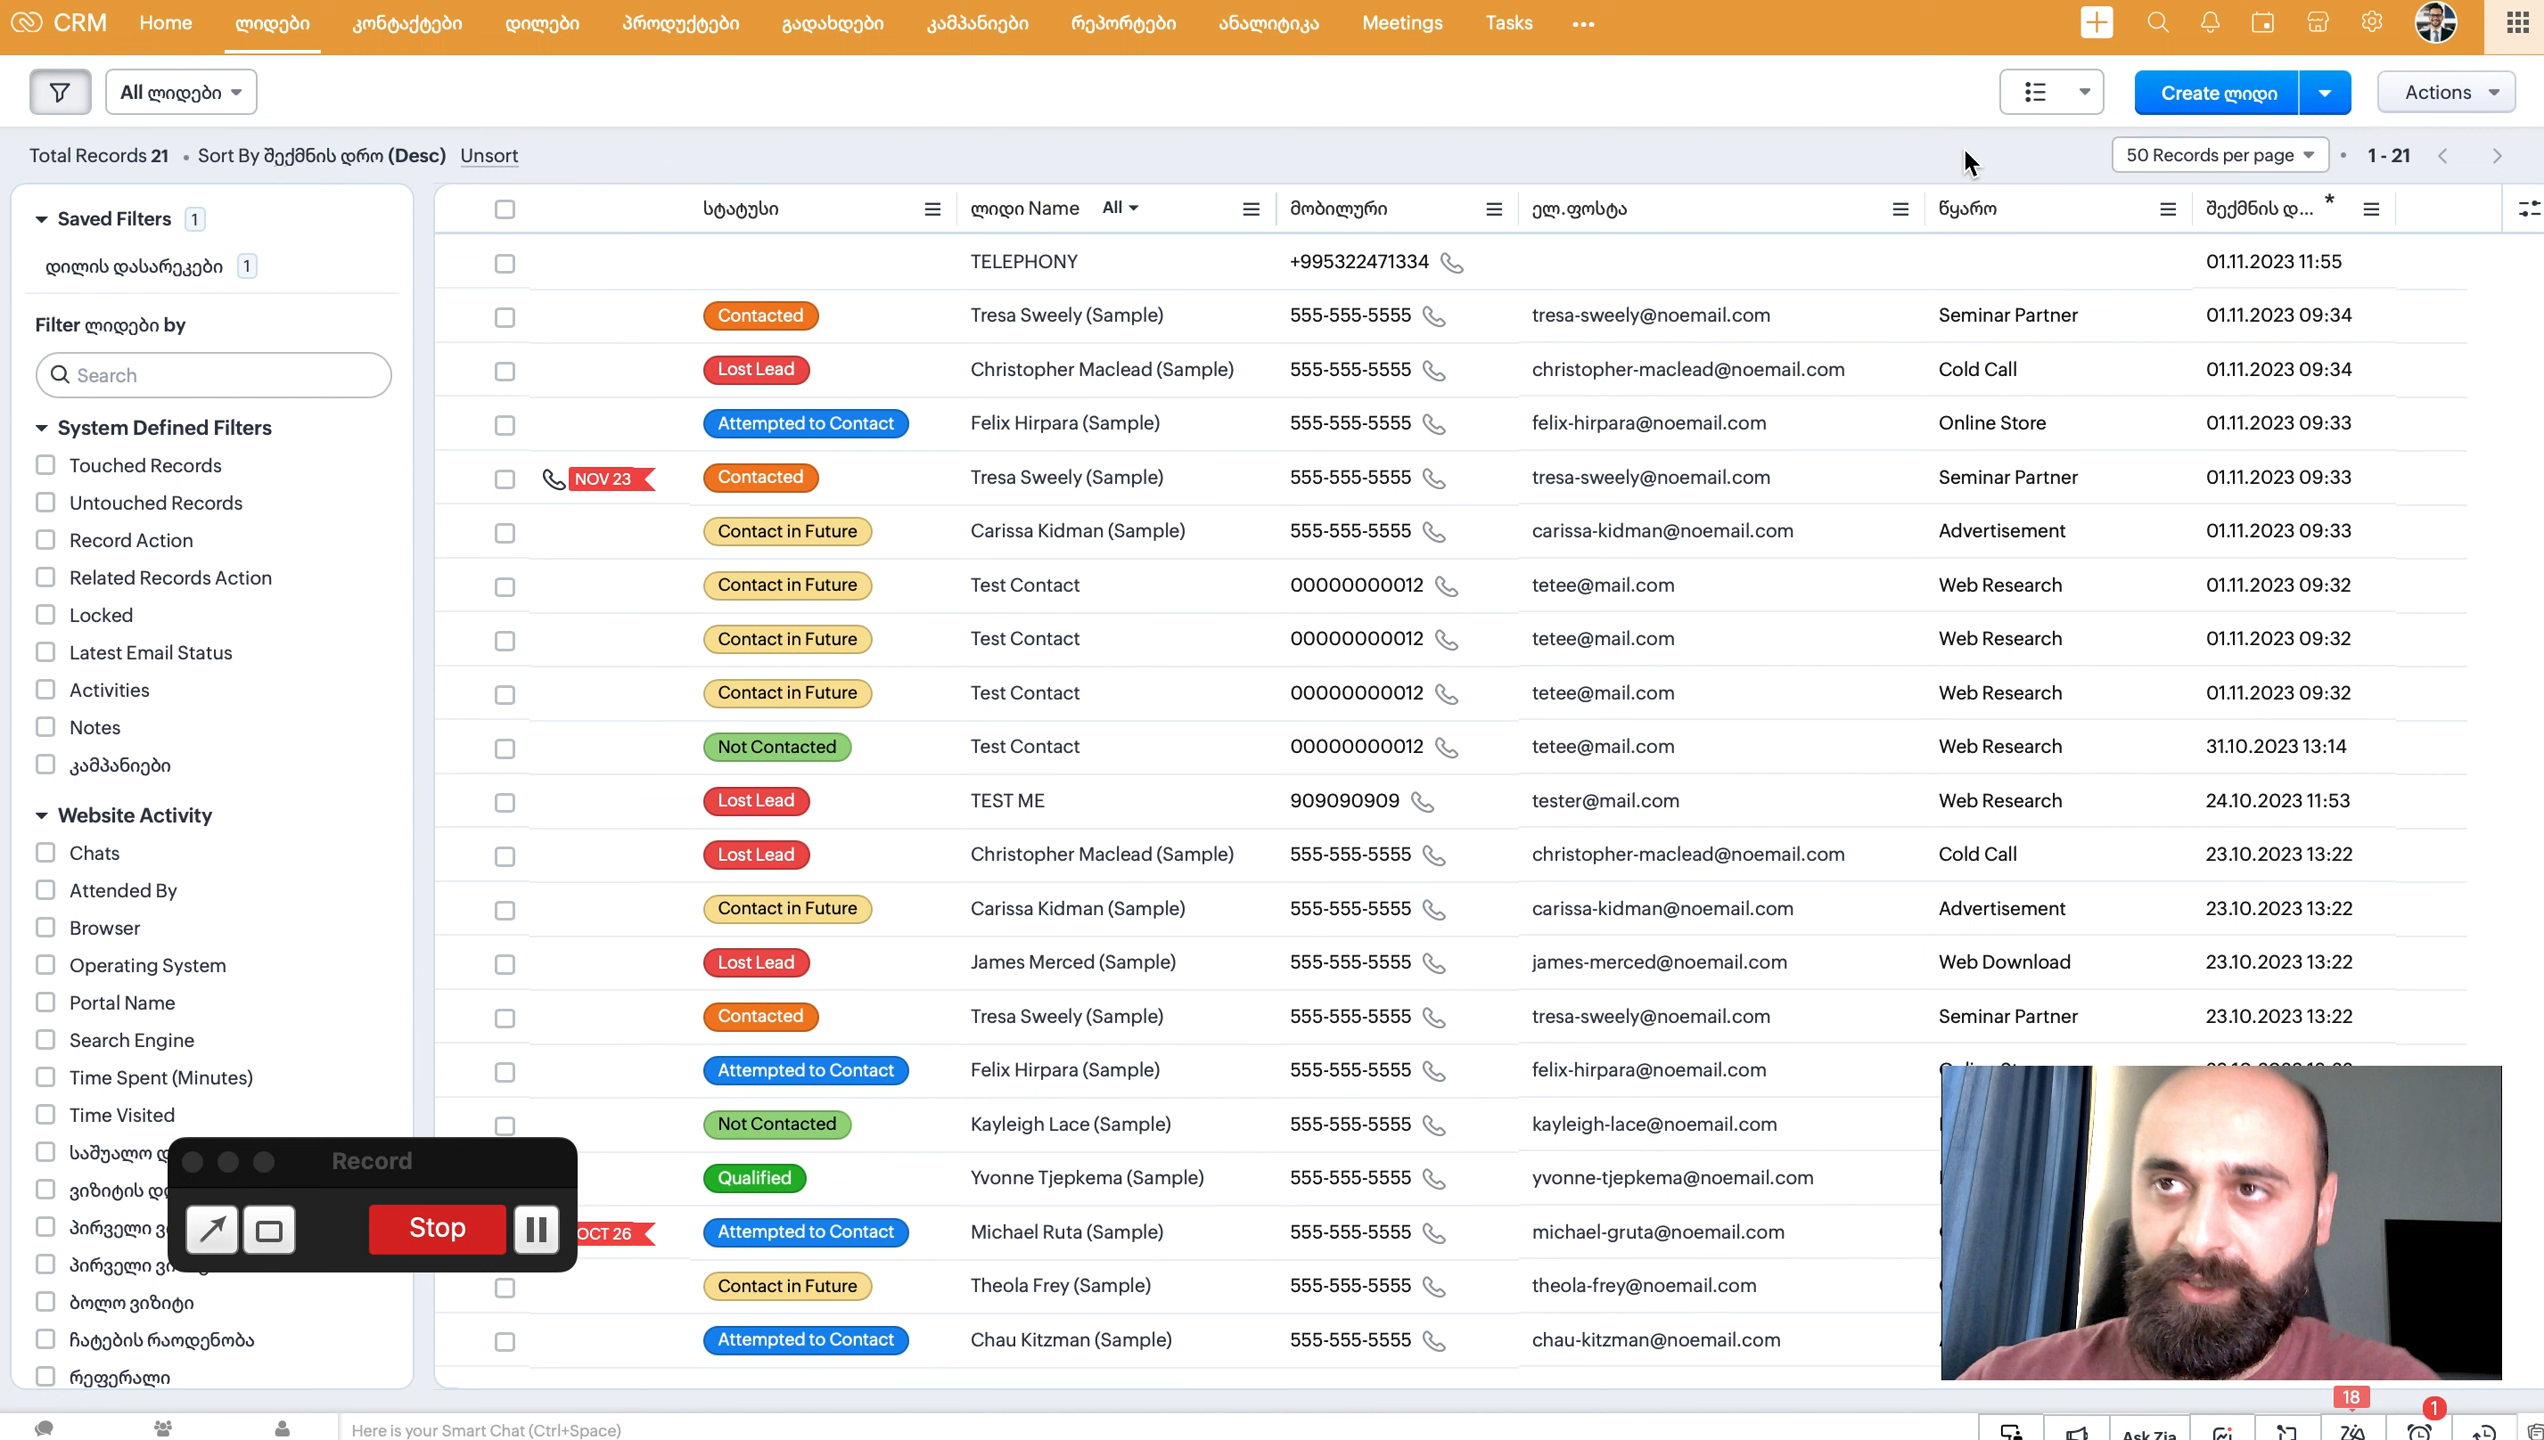 CRM Home ლიდები კონტაქტები დილები პროდუქტები გადახდები კამპანიები რეპორტები ანალიტიკა Meetings Tasks
All ლიდები Create ლიდი Actions
Total Records 21 • Sort By შექმნის დრო (Desc) Unsort 50 Records per page • 1 - 21
Saved Filters 1
დილის დასარეკები 1
Filter ლიდები by
Search
System Defined Filters
Touched Records
Untouched Records
Record Action
Related Records Action
Locked
Latest Email Status
Activities
Notes
კამპანიები
Website Activity
Chats
Attended By
Browser
Operating System
Portal Name
Search Engine
Time Spent (Minutes)
Time Visited
საშუალო
ვიზიტის
პირველი
პირველი
ბოლო ვიზიტი
ჩატების რაოდენობა
რეფერალი
სტატუსი ლიდი Name All მობილური ელ.ფოსტა წყარო შექმნის დ... *
TELEPHONY +995322471334 01.11.2023 11:55
Contacted Tresa Sweely (Sample) 555-555-5555 tresa-sweely@noemail.com Seminar Partner 01.11.2023 09:34
Lost Lead Christopher Maclead (Sample) 555-555-5555 christopher-maclead@noemail.com Cold Call 01.11.2023 09:34
Attempted to Contact Felix Hirpara (Sample) 555-555-5555 felix-hirpara@noemail.com Online Store 01.11.2023 09:33
NOV 23 Contacted Tresa Sweely (Sample) 555-555-5555 tresa-sweely@noemail.com Seminar Partner 01.11.2023 09:33
Contact in Future Carissa Kidman (Sample) 555-555-5555 carissa-kidman@noemail.com Advertisement 01.11.2023 09:33
Contact in Future Test Contact 00000000012 tetee@mail.com Web Research 01.11.2023 09:32
Contact in Future Test Contact 00000000012 tetee@mail.com Web Research 01.11.2023 09:32
Contact in Future Test Contact 00000000012 tetee@mail.com Web Research 01.11.2023 09:32
Not Contacted Test Contact 00000000012 tetee@mail.com Web Research 31.10.2023 13:14
Lost Lead TEST ME 909090909 tester@mail.com Web Research 24.10.2023 11:53
Lost Lead Christopher Maclead (Sample) 555-555-5555 christopher-maclead@noemail.com Cold Call 23.10.2023 13:22
Contact in Future Carissa Kidman (Sample) 555-555-5555 carissa-kidman@noemail.com Advertisement 23.10.2023 13:22
Lost Lead James Merced (Sample) 555-555-5555 james-merced@noemail.com Web Download 23.10.2023 13:22
Contacted Tresa Sweely (Sample) 555-555-5555 tresa-sweely@noemail.com Seminar Partner 23.10.2023 13:22
Attempted to Contact Felix Hirpara (Sample) 555-555-5555 felix-hirpara@noemail.com
Not Contacted Kayleigh Lace (Sample) 555-555-5555 kayleigh-lace@noemail.com
Qualified Yvonne Tjepkema (Sample) 555-555-5555 yvonne-tjepkema@noemail.com
OCT 26 Attempted to Contact Michael Ruta (Sample) 555-555-5555 michael-gruta@noemail.com
Contact in Future Theola Frey (Sample) 555-555-5555 theola-frey@noemail.com
Attempted to Contact Chau Kitzman (Sample) 555-555-5555 chau-kitzman@noemail.com
Record
Stop
18
1
Here is your Smart Chat (Ctrl+Space) Ask Zia